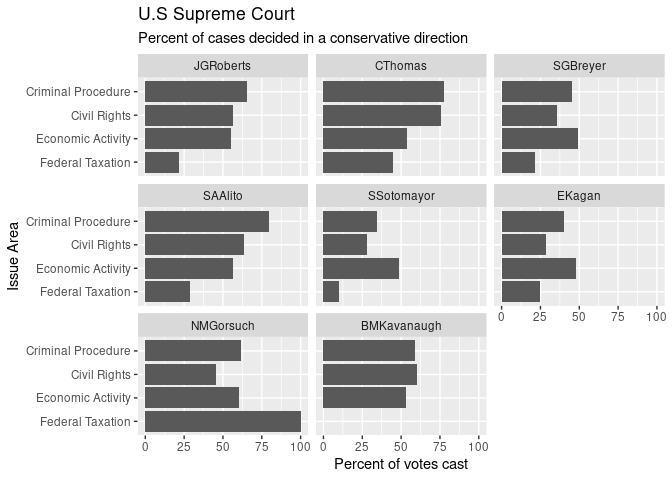 U.S Supreme Court
Percent of cases decided in a conservative direction
JGRoberts CThomas SGBreyer
Criminal Procedure
Civil Rights
Economic Activity
Federal Taxation
SAAlito SSotomayor EKagan
Criminal Procedure
Civil Rights
Economic Activity
Federal Taxation
0 25 50 75 100
NMGorsuch BMKavanaugh
Criminal Procedure
Civil Rights
Economic Activity
Federal Taxation
0 25 50 75 100 0 25 50 75 100
Issue Area
Percent of votes cast